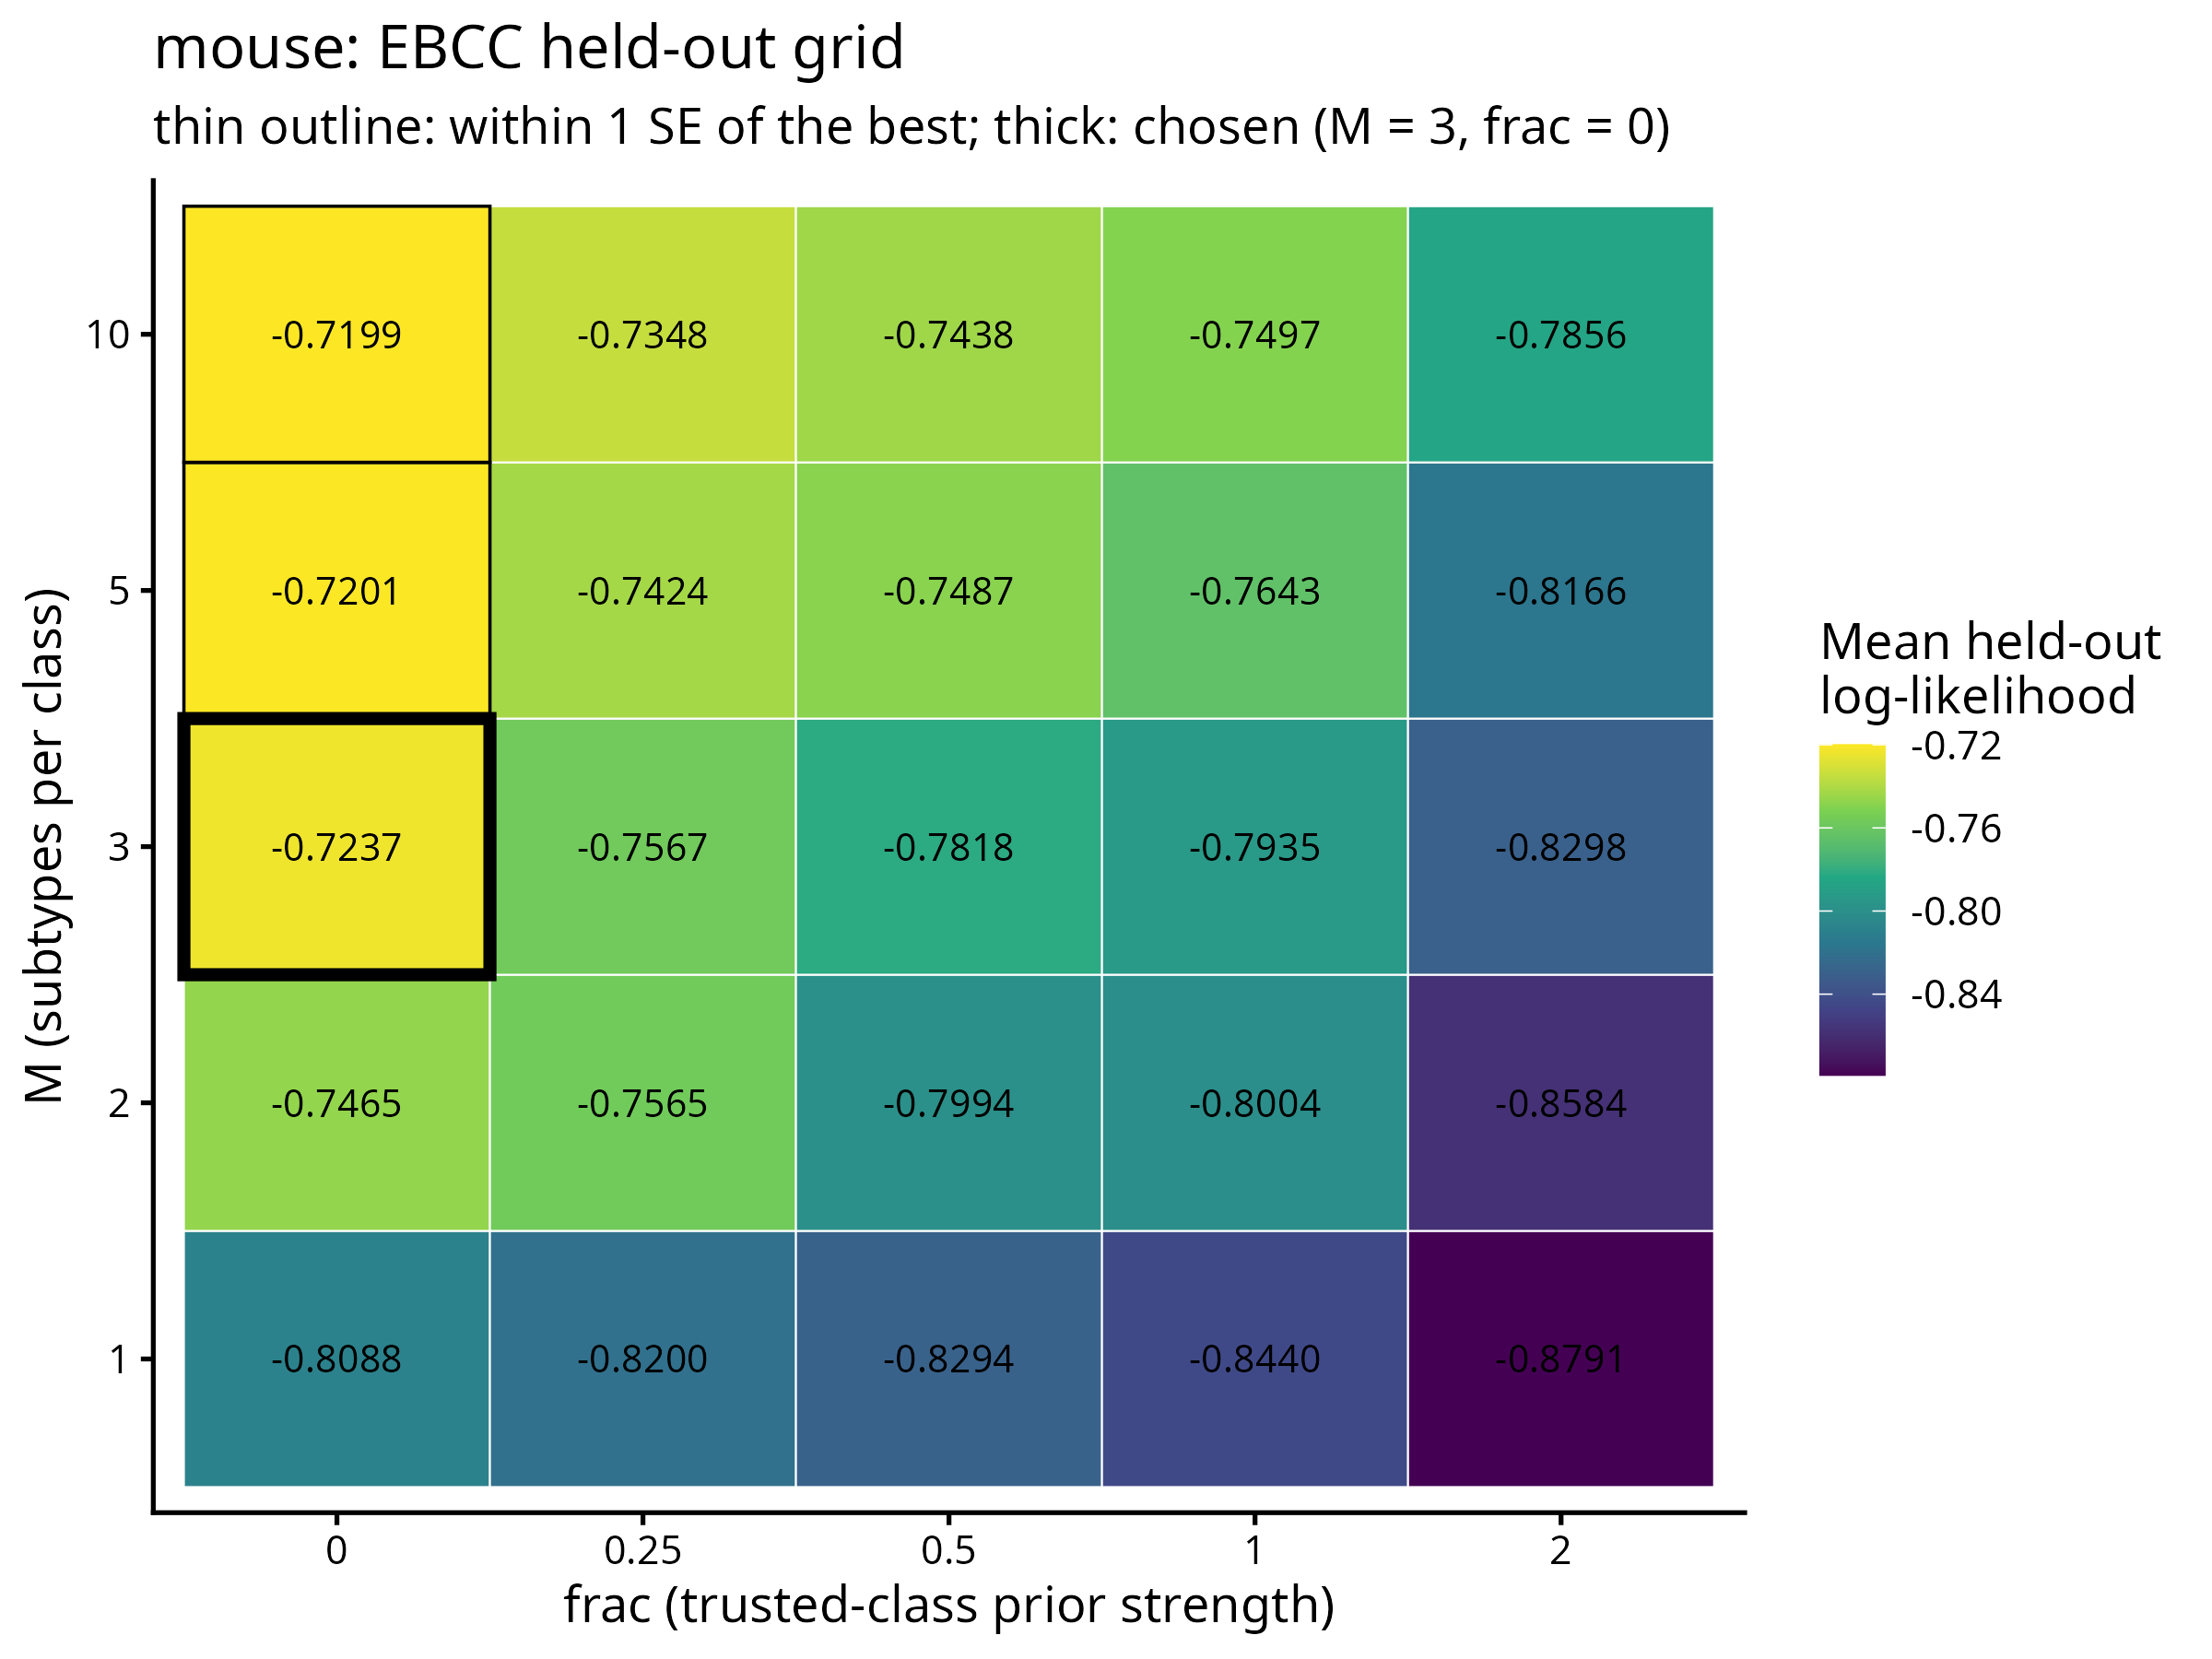 mouse: EBCC held-out grid
thin outline: within 1 SE of the best; thick: chosen (M = 3, frac = 0)
M (subtypes per class)
10 -0.7199 -0.7348 -0.7438 -0.7497 -0.7856
5 -0.7201 -0.7424 -0.7487 -0.7643 -0.8166
3 -0.7237 -0.7567 -0.7818 -0.7935 -0.8298
2 -0.7465 -0.7565 -0.7994 -0.8004 -0.8584
1 -0.8088 -0.8200 -0.8294 -0.8440 -0.8791
0 0.25 0.5 1 2
frac (trusted-class prior strength)
Mean held-out
log-likelihood
-0.72
-0.76
-0.80
-0.84